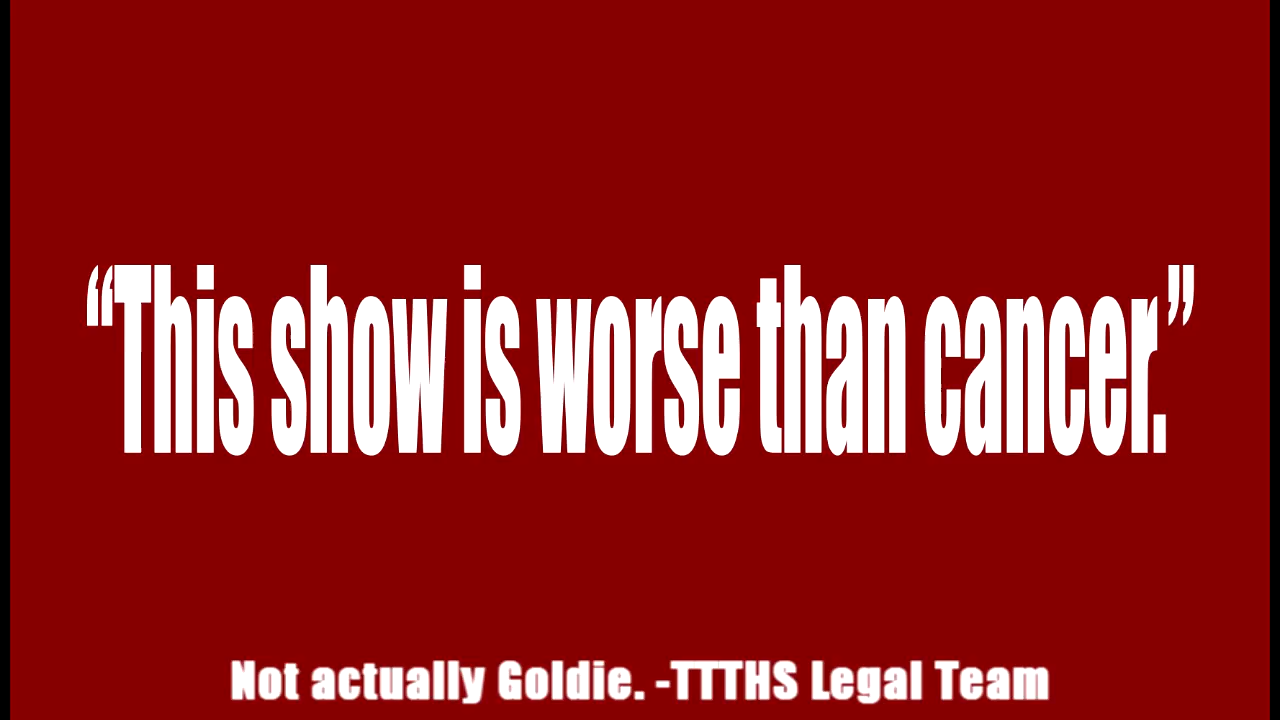 “This show is worse than cancer.”
Not actually Goldie. -TTTHS Legal Team